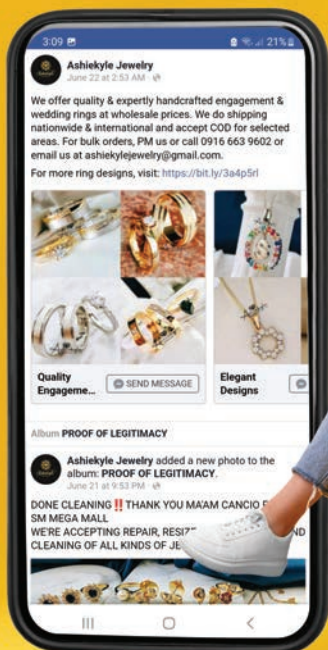 3:09
21%
Ashiekyle Jewelry
June 22 at 2:53 AM ·
We offer quality & expertly handcrafted engagement &
wedding rings at wholesale prices. We do shipping
nationwide & international and accept COD for selected
areas. For bulk orders, PM us or call 0916 663 9602 or
email us at ashiekylejewelry@gmail.com.
For more ring designs, visit: https://bit.ly/3a4p5rl
Quality
Engageme...
SEND MESSAGE
Elegant
Designs
Album PROOF OF LEGITIMACY
Ashiekyle Jewelry added a new photo to the
album: PROOF OF LEGITIMACY.
June 21 at 9:53 PM ·
DONE CLEANING‼️THANK YOU MA'AM CANCIO
SM MEGA MALL
WE'RE ACCEPTING REPAIR,
CLEANING OF ALL KINDS OF